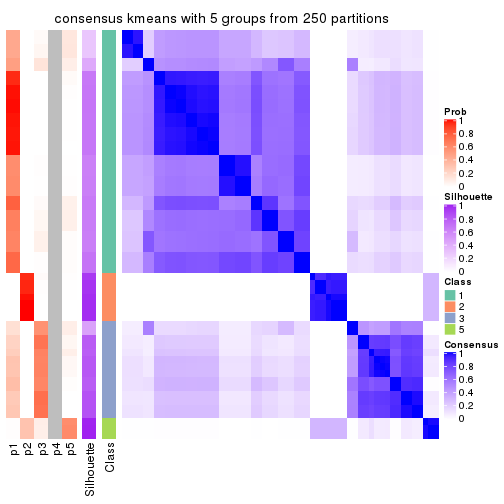 consensus kmeans with 5 groups from 250 partitions
Prob
1
0.8
0.6
0.4
0.2
0
Silhouette
1
0.8
0.6
0.4
0.2
0
Class
1
2
3
5
Consensus
1
0.8
0.6
0.4
0.2
0
p1
p2
p3
p4
p5
Silhouette
Class